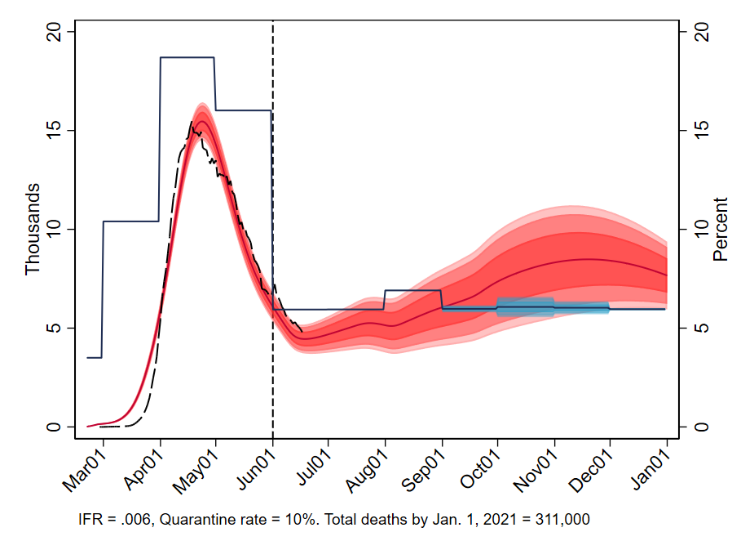 20
15
10
5
0
Thousands
20
15
10
5
0
Percent
Mar01
Apr01
May01
Jun01
Jul01
Aug01
Sep01
Oct01
Nov01
Dec01
Jan01
IFR = .006, Quarantine rate = 10%. Total deaths by Jan. 1, 2021 = 311,000